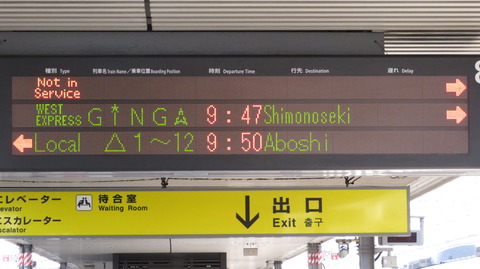 種別 Type 列車名 Train Name / 乗車位置 Boarding Position 時刻 Departure Time 行先 Destination 遅れ Delay
Not in
Service
WEST
EXPRESS GINGA 9:47 Shimonoseki
Local △1～12 9:50 Aboshi
エレベーター
evator
待合室
Waiting Room
エスカレーター
scalator
出口
Exit 출구
8